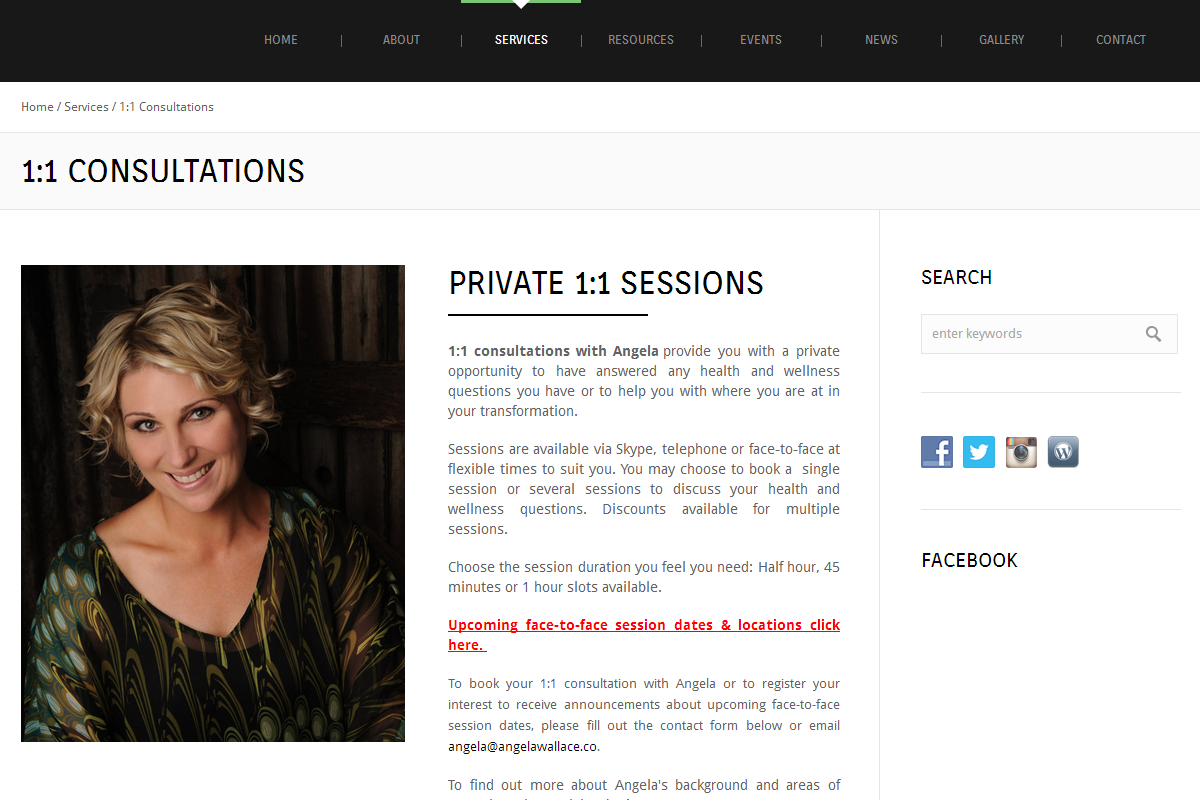 HOME | ABOUT | SERVICES | RESOURCES | EVENTS | NEWS | GALLERY | CONTACT
Home / Services / 1:1 Consultations
1:1 CONSULTATIONS
PRIVATE 1:1 SESSIONS
1:1 consultations with Angela provide you with a private
opportunity to have answered any health and wellness
questions you have or to help you with where you are at in
your transformation.
Sessions are available via Skype, telephone or face-to-face at
flexible times to suit you. You may choose to book a single
session or several sessions to discuss your health and
wellness questions. Discounts available for multiple
sessions.
Choose the session duration you feel you need: Half hour, 45
minutes or 1 hour slots available.
Upcoming face-to-face session dates & locations click
here.
To book your 1:1 consultation with Angela or to register your
interest to receive announcements about upcoming face-to-face
session dates, please fill out the contact form below or email
angela@angelawallace.co.
To find out more about Angela's background and areas of
SEARCH
enter keywords
FACEBOOK